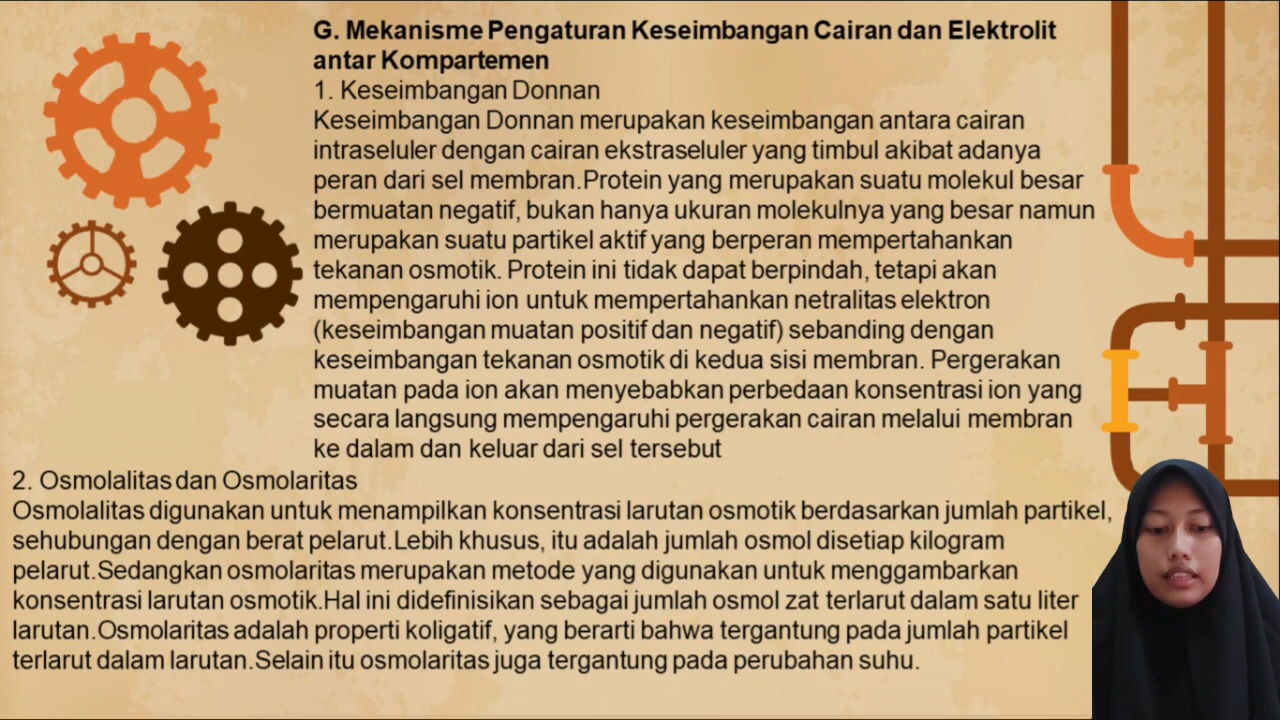 G. Mekanisme Pengaturan Keseimbangan Cairan dan Elektrolit
antar Kompartemen
1. Keseimbangan Donnan
Keseimbangan Donnan merupakan keseimbangan antara cairan
intraseluler dengan cairan ekstraseluler yang timbul akibat adanya
peran dari sel membran.Protein yang merupakan suatu molekul besar
bermuatan negatif, bukan hanya ukuran molekulnya yang besar namun
merupakan suatu partikel aktif yang berperan mempertahankan
tekanan osmotik. Protein ini tidak dapat berpindah, tetapi akan
mempengaruhi ion untuk mempertahankan netralitas elektron
(keseimbangan muatan positif dan negatif) sebanding dengan
keseimbangan tekanan osmotik di kedua sisi membran. Pergerakan
muatan pada ion akan menyebabkan perbedaan konsentrasi ion yang
secara langsung mempengaruhi pergerakan cairan melalui membran
ke dalam dan keluar dari sel tersebut
2. Osmolalitas dan Osmolaritas
Osmolalitas digunakan untuk menampilkan konsentrasi larutan osmotik berdasarkan jumlah partikel,
sehubungan dengan berat pelarut.Lebih khusus, itu adalah jumlah osmol disetiap kilogram
pelarut.Sedangkan osmolaritas merupakan metode yang digunakan untuk menggambarkan
konsentrasi larutan osmotik.Hal ini didefinisikan sebagai jumlah osmol zat terlarut dalam satu liter
larutan.Osmolaritas adalah properti koligatif, yang berarti bahwa tergantung pada jumlah partikel
terlarut dalam larutan.Selain itu osmolaritas juga tergantung pada perubahan suhu.